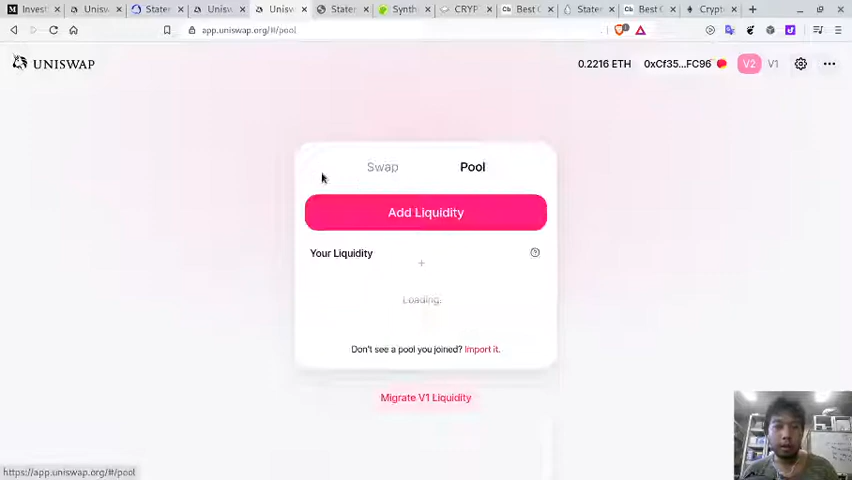 Invest
Unisw
Stater
Unisw
Unisw
Stater
Synth
CRYP
Best C
Stater
Best C
Crypto
app.uniswap.org/#/pool
UNISWAP
0.2216 ETH
0xCf35...FC96
V2
V1
Swap
Pool
Add Liquidity
Your Liquidity
+
Loading.
Don't see a pool you joined? Import it.
Migrate V1 Liquidity
https://app.uniswap.org/#/pool